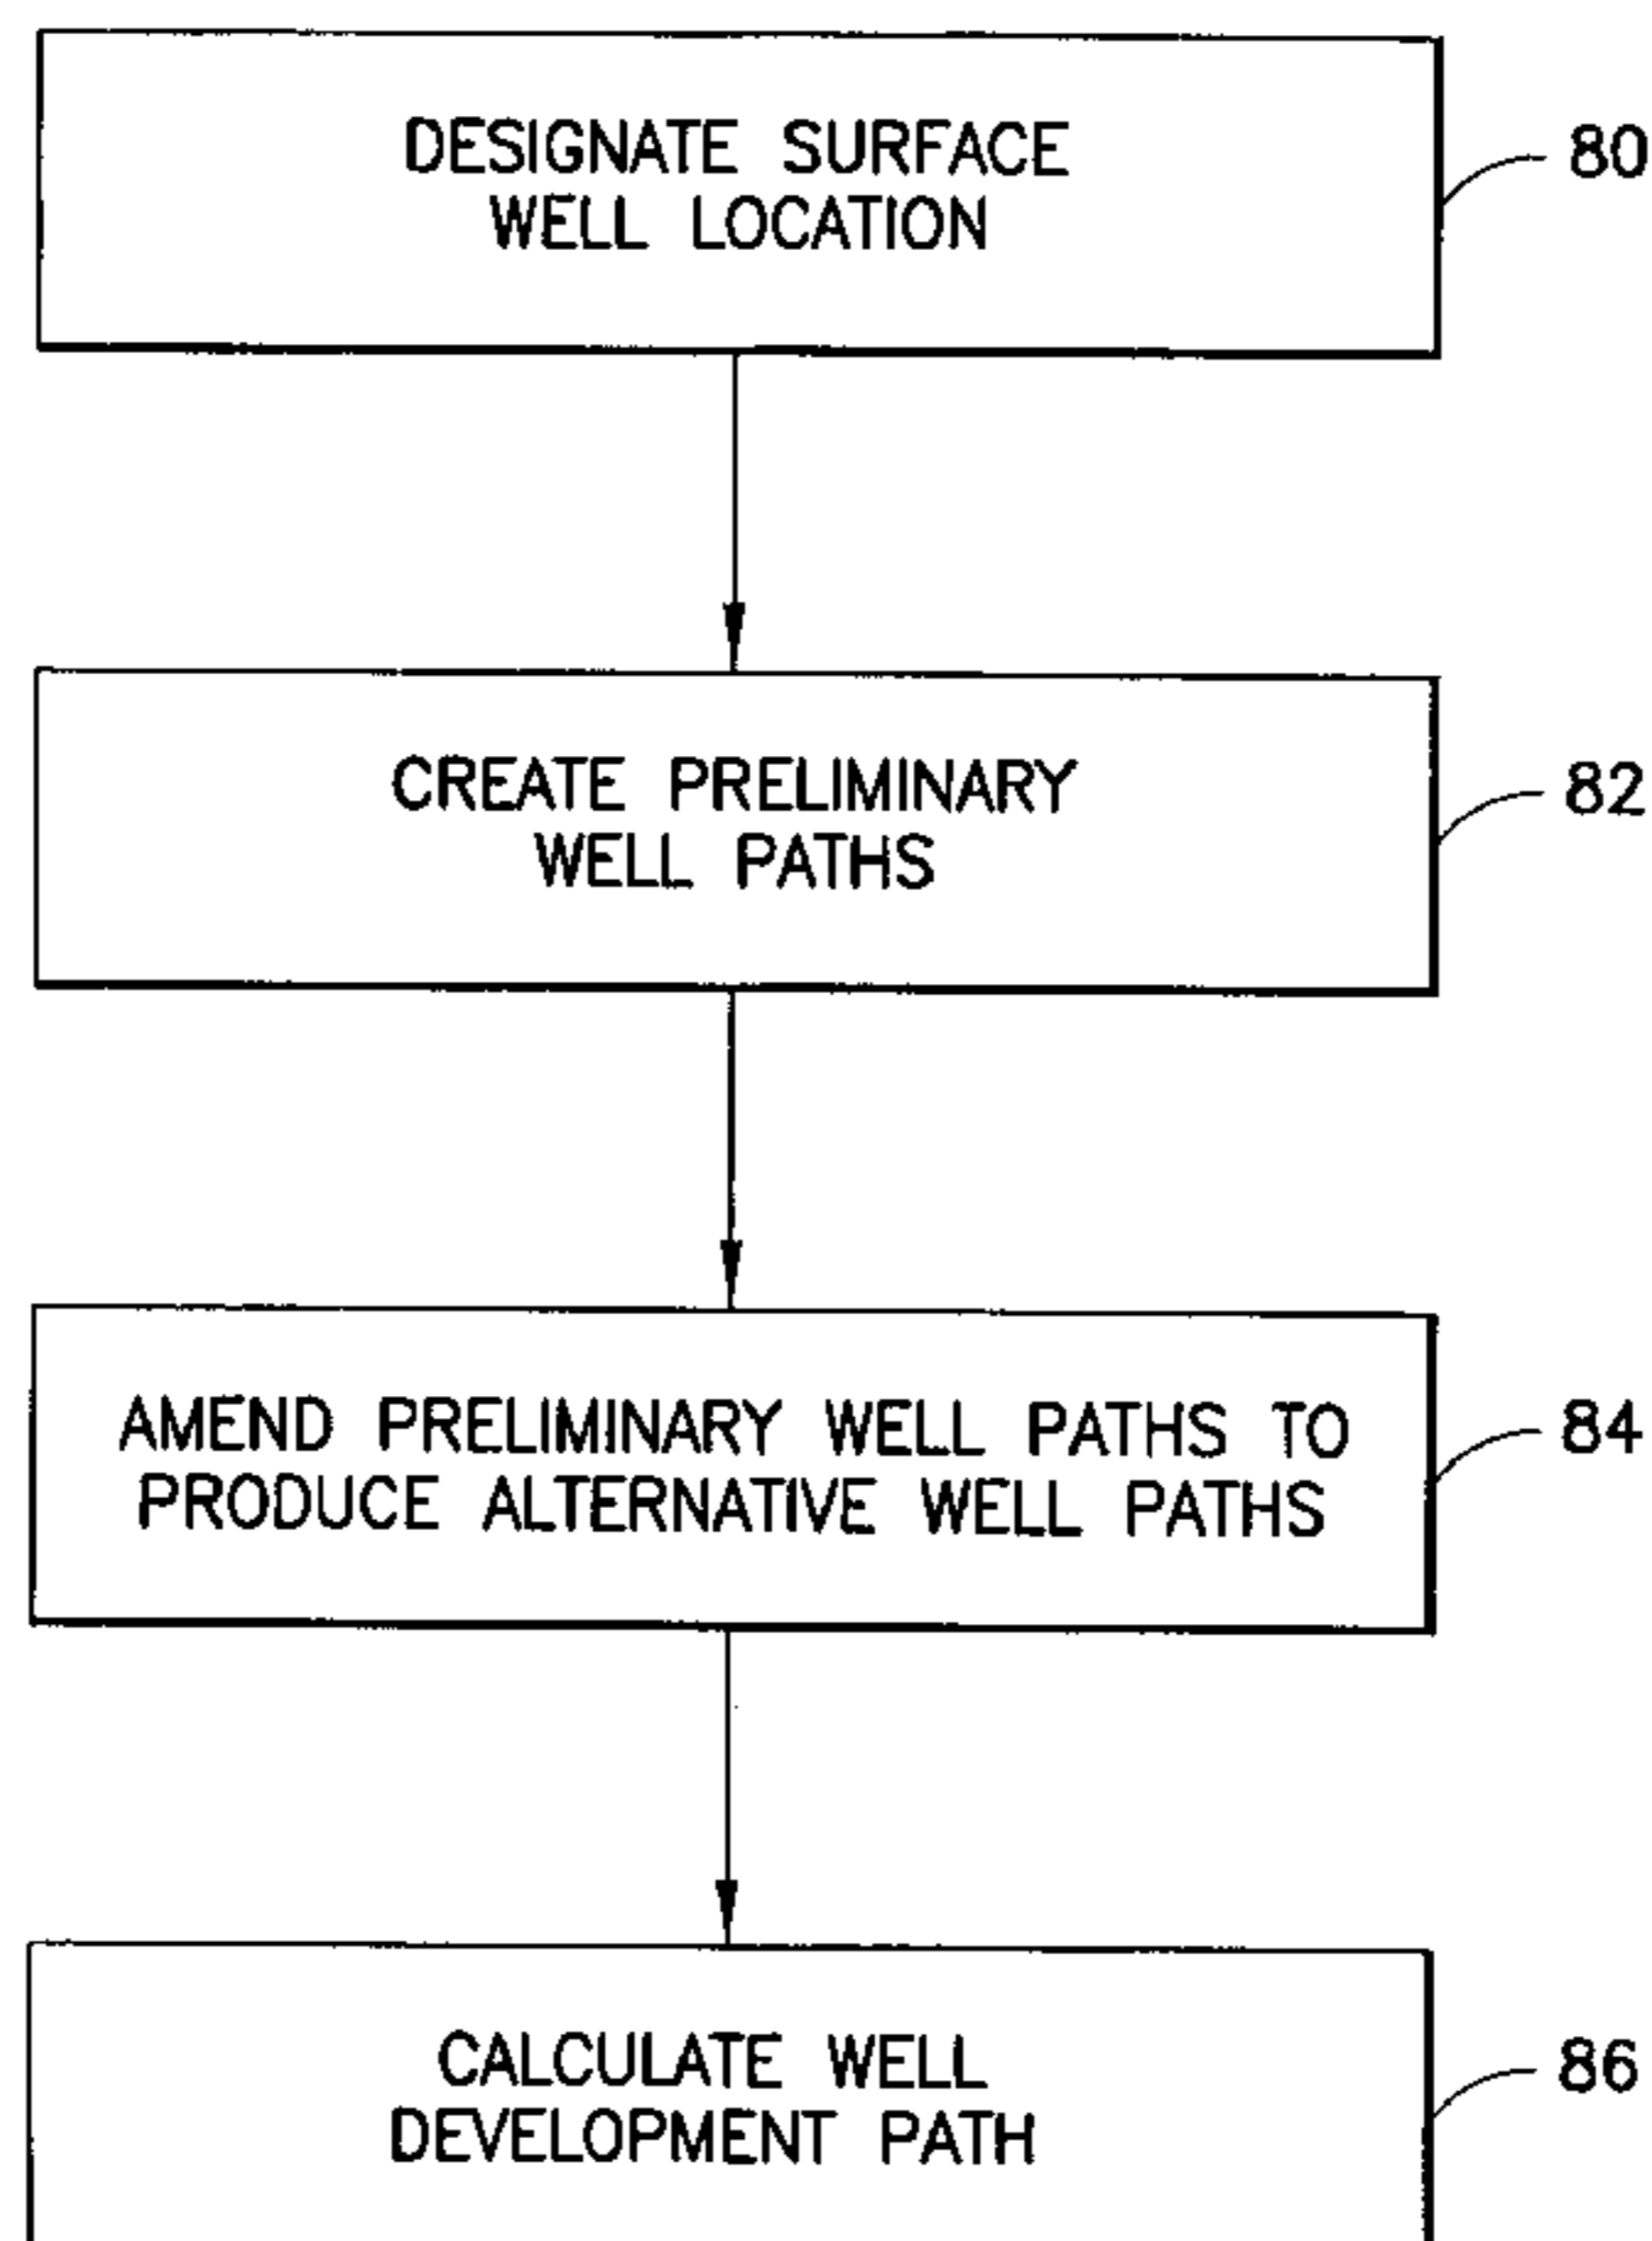 DESIGNATE SURFACE
WELL LOCATION
80
CREATE PRELIMINARY
WELL PATHS
82
AMEND PRELIMINARY WELL PATHS TO
PRODUCE ALTERNATIVE WELL PATHS
84
CALCULATE WELL
DEVELOPMENT PATH
86